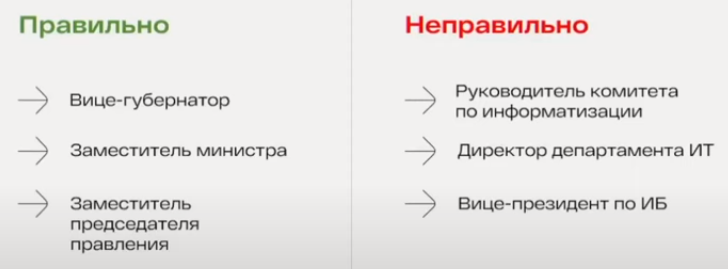 Правильно
Вице-губернатор
Заместитель министра
Заместитель
председателя
правления
Неправильно
Руководитель комитета
по информатизации
Директор департамента ИТ
Вице-президент по ИБ